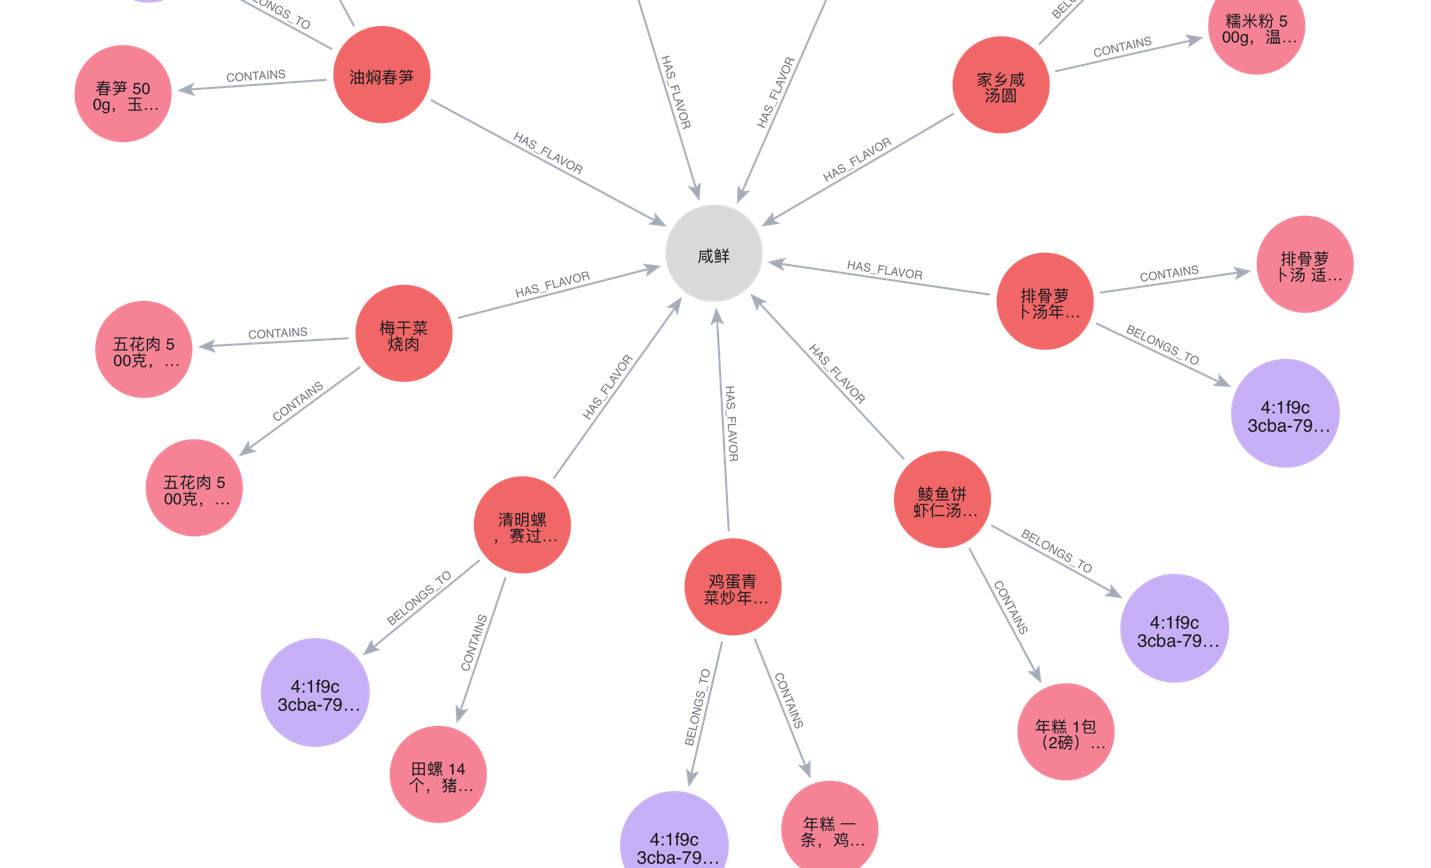 LONGS_TO
BELO
糯米粉 5
00g，温…
油焖春笋
CONTAINS
春笋 50
0g，玉…
HAS_FLAVOR
HAS_FLAVOR
HAS_FLAVOR
家乡咸
汤圆
CONTAINS
HAS_FLAVOR
咸鲜
HAS_FLAVOR
排骨萝
卜汤年…
CONTAINS
排骨萝
卜汤 适…
BELONGS_TO
4:1f9c
3cba-79…
HAS_FLAVOR
梅干菜
烧肉
CONTAINS
五花肉 5
00克，…
CONTAINS
五花肉 5
00克，…
HAS_FLAVOR
HAS_FLAVOR
HAS_FLAVOR
清明螺
，赛过…
BELONGS_TO
CONTAINS
4:1f9c
3cba-79…
田螺 14
个，猪…
鸡蛋青
菜炒年…
BELONGS_TO
CONTAINS
4:1f9c
3cba-79…
年糕 一
条，鸡…
鲮鱼饼
虾仁汤…
BELONGS_TO
CONTAINS
4:1f9c
3cba-79…
年糕 1包
（2磅）…